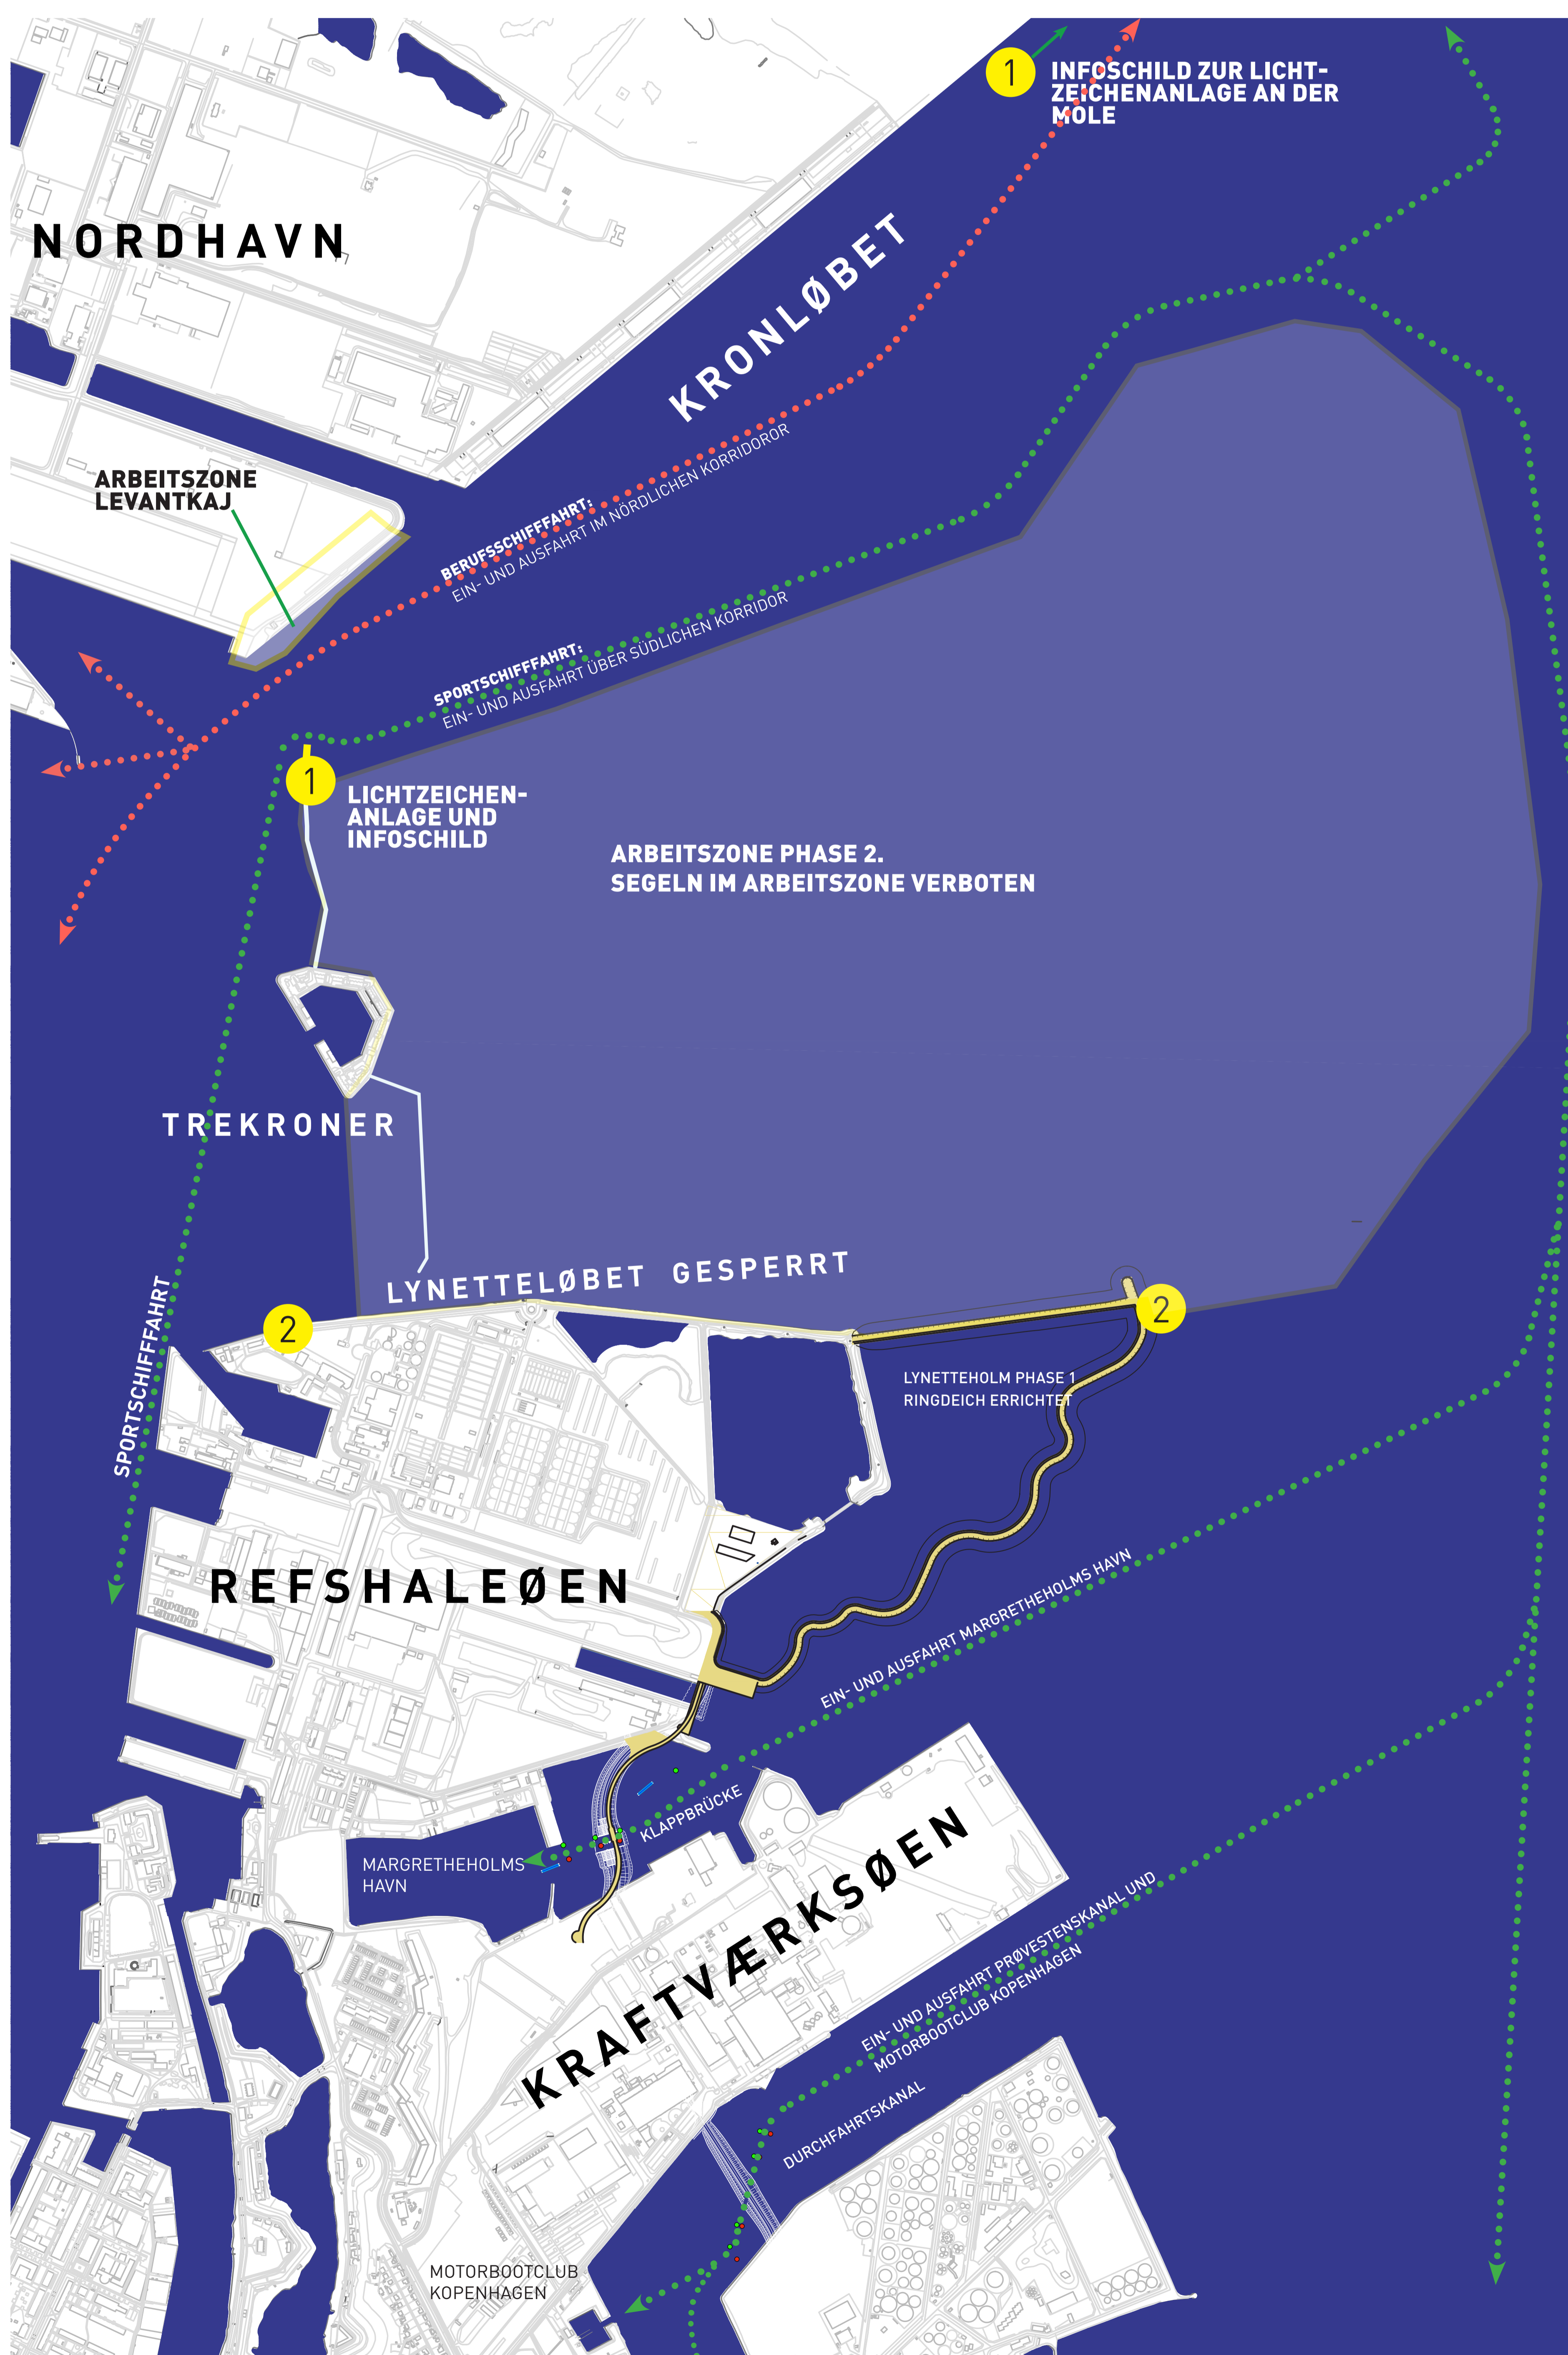 1
INFOSCHILD ZUR LICHT-
ZEICHENANLAGE AN DER
MOLE
NORDHAVN
KRONLØBET
ARBEITSZONE
LEVANTKAJ
BERUFSSCHIFFFAHRT:
EIN- UND AUSFAHRT IM NÖRDLICHEN KORRIDOROR
SPORTSCHIFFFAHRT:
EIN- UND AUSFAHRT ÜBER SÜDLICHEN KORRIDOR
1
LICHTZEICHEN-
ANLAGE UND
INFOSCHILD
ARBEITSZONE PHASE 2.
SEGELN IM ARBEITSZONE VERBOTEN
TREKRONER
LYNETTELØBET GESPERRT
2
2
SPORTSCHIFFFAHRT
LYNETTEHOLM PHASE 1
RINGDEICH ERRICHTET
REFSHALEØEN
EIN- UND AUSFAHRT MARGRETHEHOLMS HAVN
KLAPPBRÜCKE
MARGRETHEHOLMS
HAVN
KRAFTVÆRKSØEN
EIN- UND AUSFAHRT PRØVESTENSKANAL UND
MOTORBOOTCLUB KOPENHAGEN
DURCHFAHRTSKANAL
MOTORBOOTCLUB
KOPENHAGEN